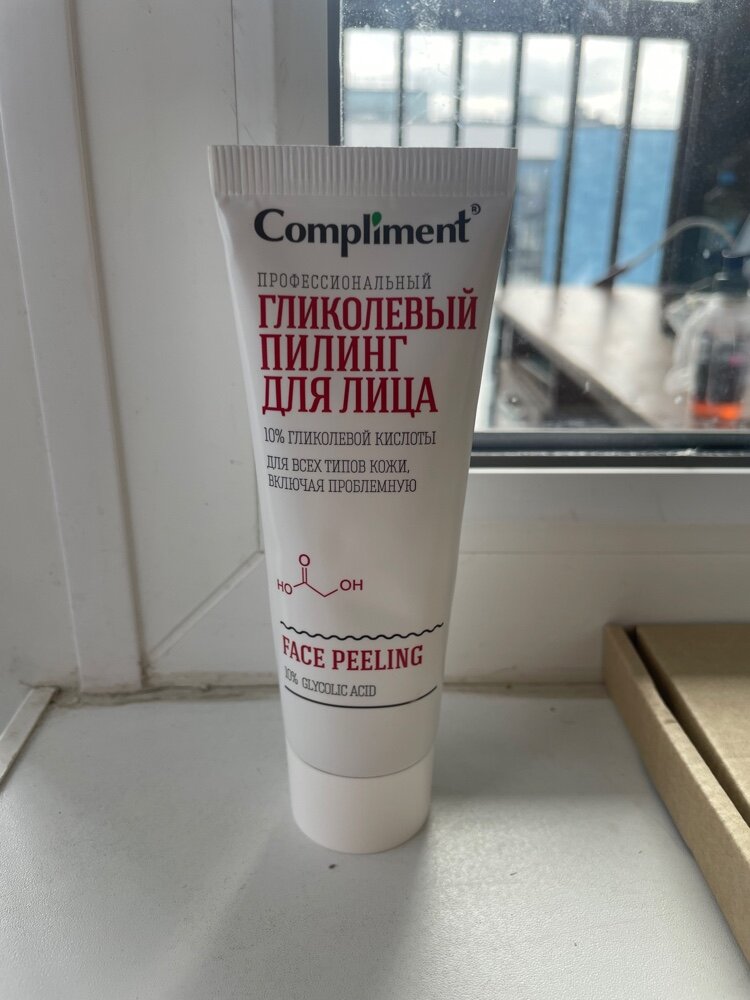 Compliment®
ПРОФЕССИОНАЛЬНЫЙ
ГЛИКОЛЕВЫЙ
ПИЛИНГ
ДЛЯ ЛИЦА
10% ГЛИКОЛЕВОЙ КИСЛОТЫ
ДЛЯ ВСЕХ ТИПОВ КОЖИ,
ВКЛЮЧАЯ ПРОБЛЕМНУЮ
O
HO OH
FACE PEELING
10% GLYCOLIC ACID